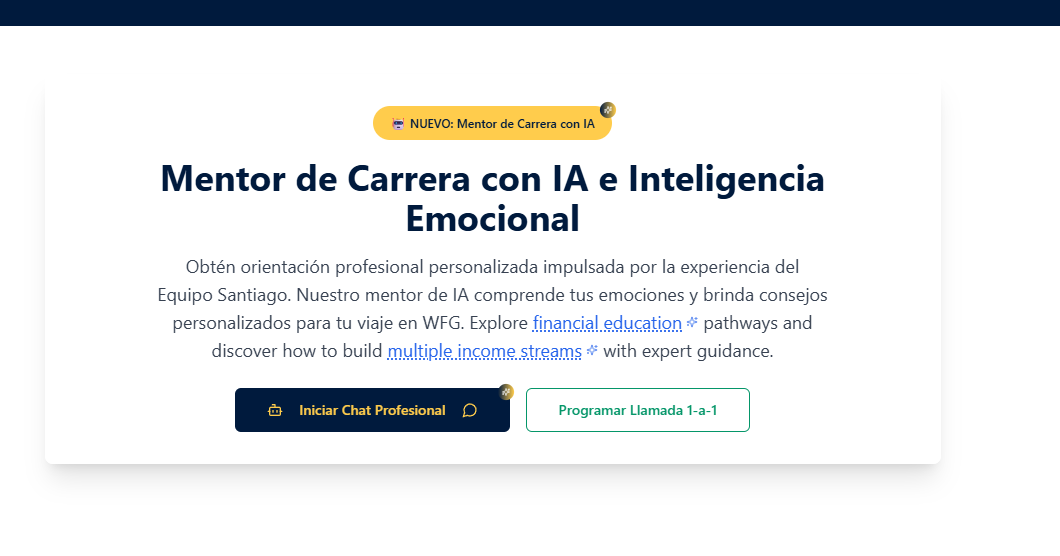 NUEVO: Mentor de Carrera con IA
Mentor de Carrera con IA e Inteligencia
Emocional
Obtén orientación profesional personalizada impulsada por la experiencia del
Equipo Santiago. Nuestro mentor de IA comprende tus emociones y brinda consejos
personalizados para tu viaje en WFG. Explore financial education pathways and
discover how to build multiple income streams with expert guidance.
Iniciar Chat Profesional
Programar Llamada 1-a-1